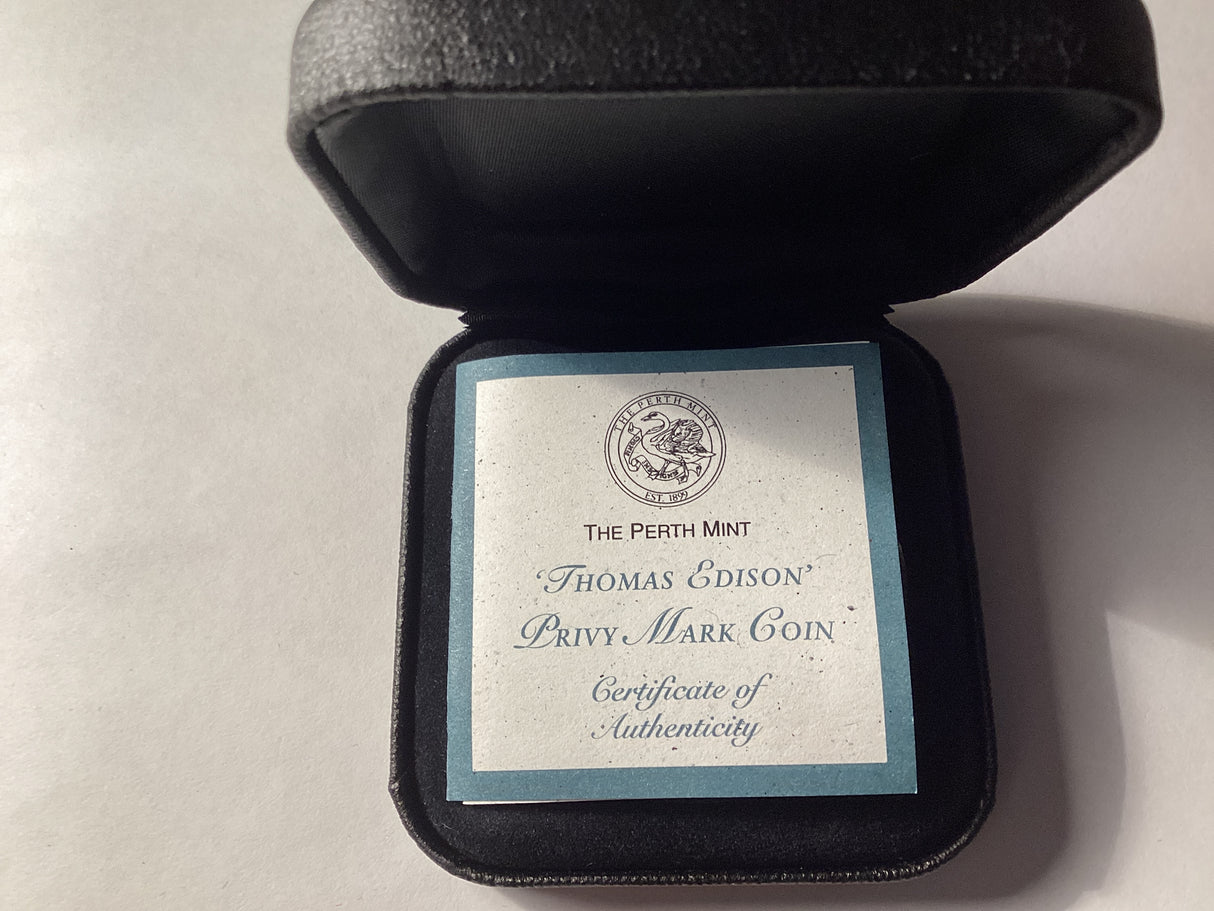 THE PERTH MINT
EST. 1899
THE PERTH MINT
‘THOMAS EDISON’
PRIVY MARK COIN
Certificate of
Authenticity